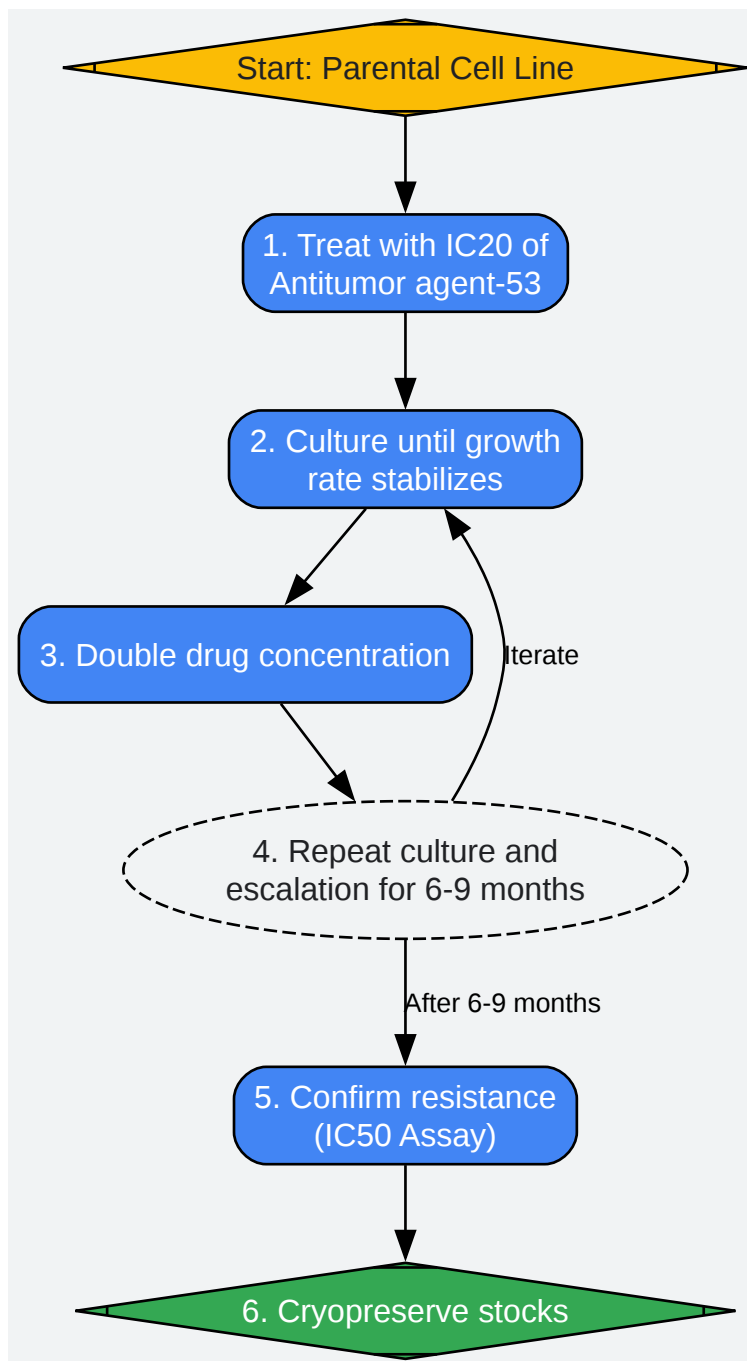 Start: Parental Cell Line
1. Treat with IC20 of
Antitumor agent-53
2. Culture until growth
rate stabilizes
3. Double drug concentration
Iterate
4. Repeat culture and
escalation for 6-9 months
After 6-9 months
5. Confirm resistance
(IC50 Assay)
6. Cryopreserve stocks